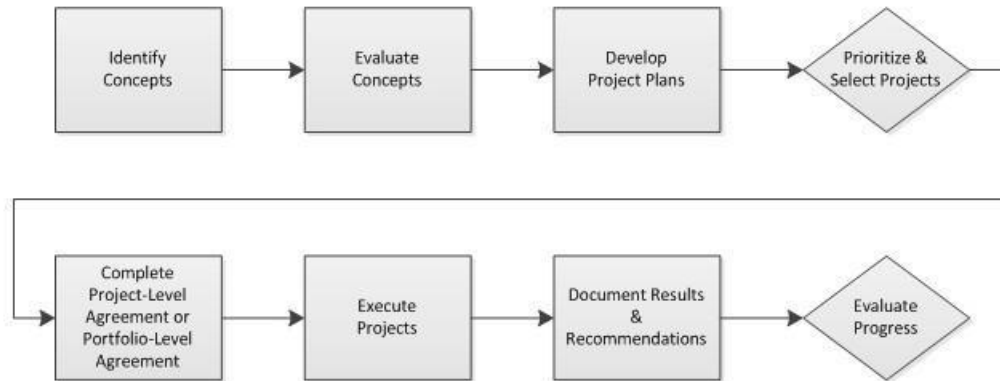 Identify
Concepts
Evaluate
Concepts
Develop
Project Plans
Prioritize &
Select Projects
Complete
Project-Level
Agreement or
Portfolio-Level
Agreement
Execute
Projects
Document Results
&
Recommendations
Evaluate
Progress